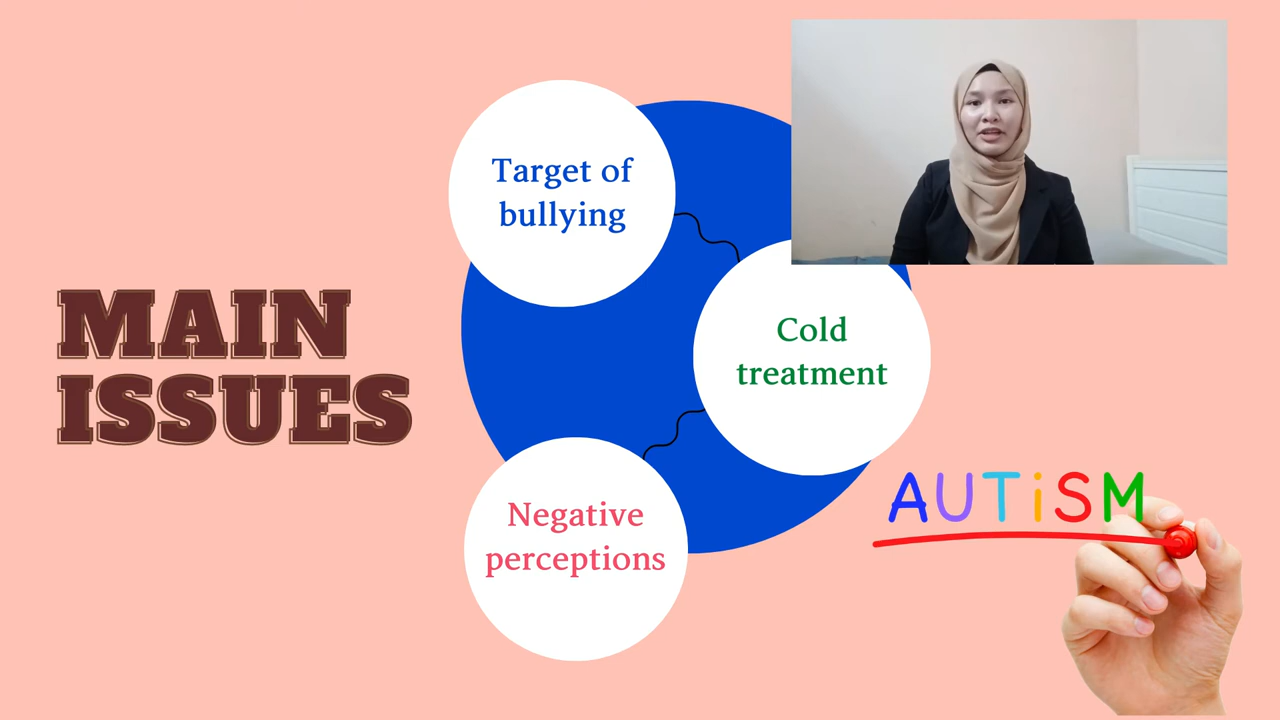 MAIN
ISSUES
Target of
bullying
Cold
treatment
Negative
perceptions
AUTiSM